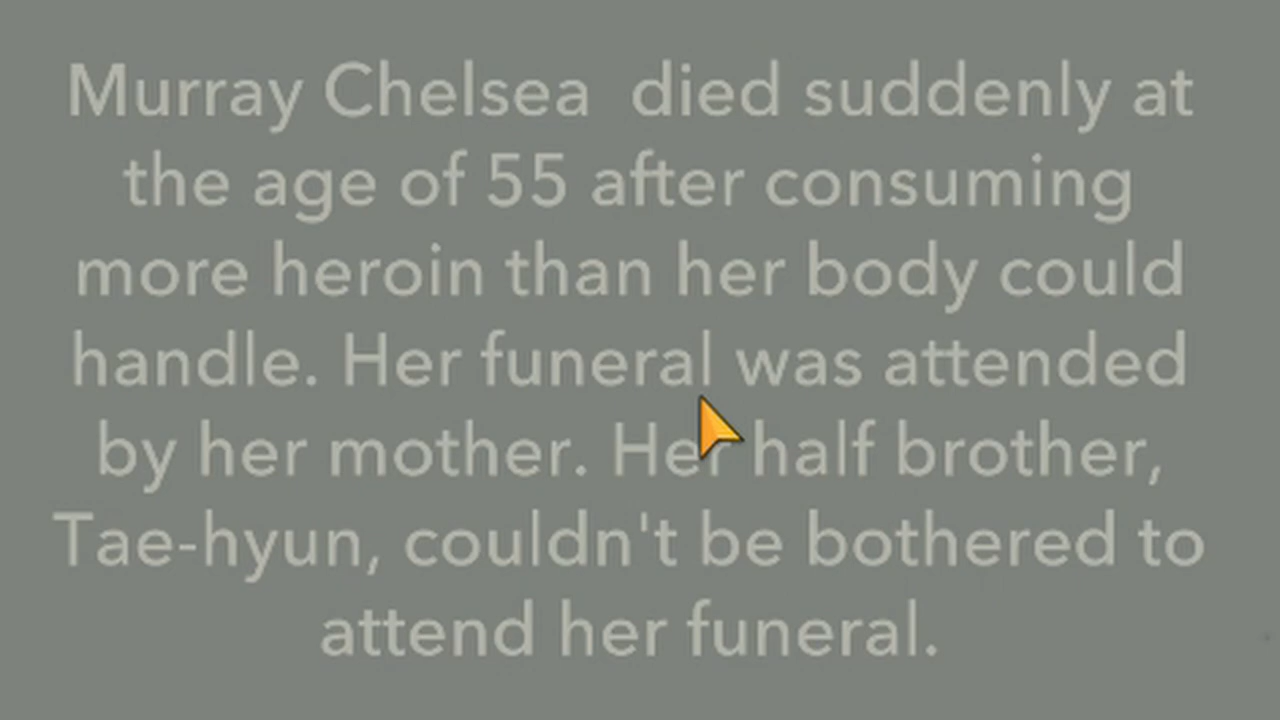 Murray Chelsea  died suddenly at
the age of 55 after consuming
more heroin than her body could
handle. Her funeral was attended
by her mother. Her half brother,
Tae-hyun, couldn't be bothered to
attend her funeral.